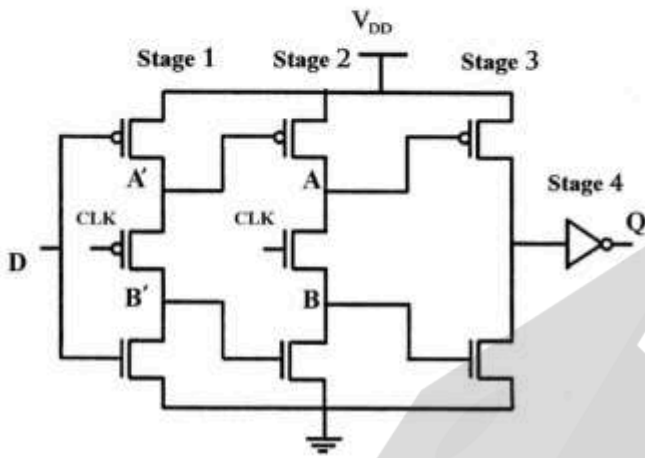 V_DD
Stage 1
Stage 2
Stage 3
A′
A
Stage 4
CLK
CLK
Q
D
B′
B